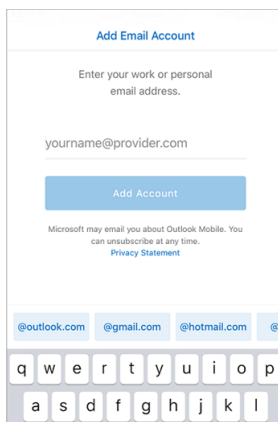 Add Email Account
Enter your work or personal
email address.
yourname@provider.com
Add Account
Microsoft may email you about Outlook Mobile. You
can unsubscribe at any time.
Privacy Statement
@outlook.com @gmail.com @hotmail.com @
q w e r t y u i o p
a s d f g h j k l